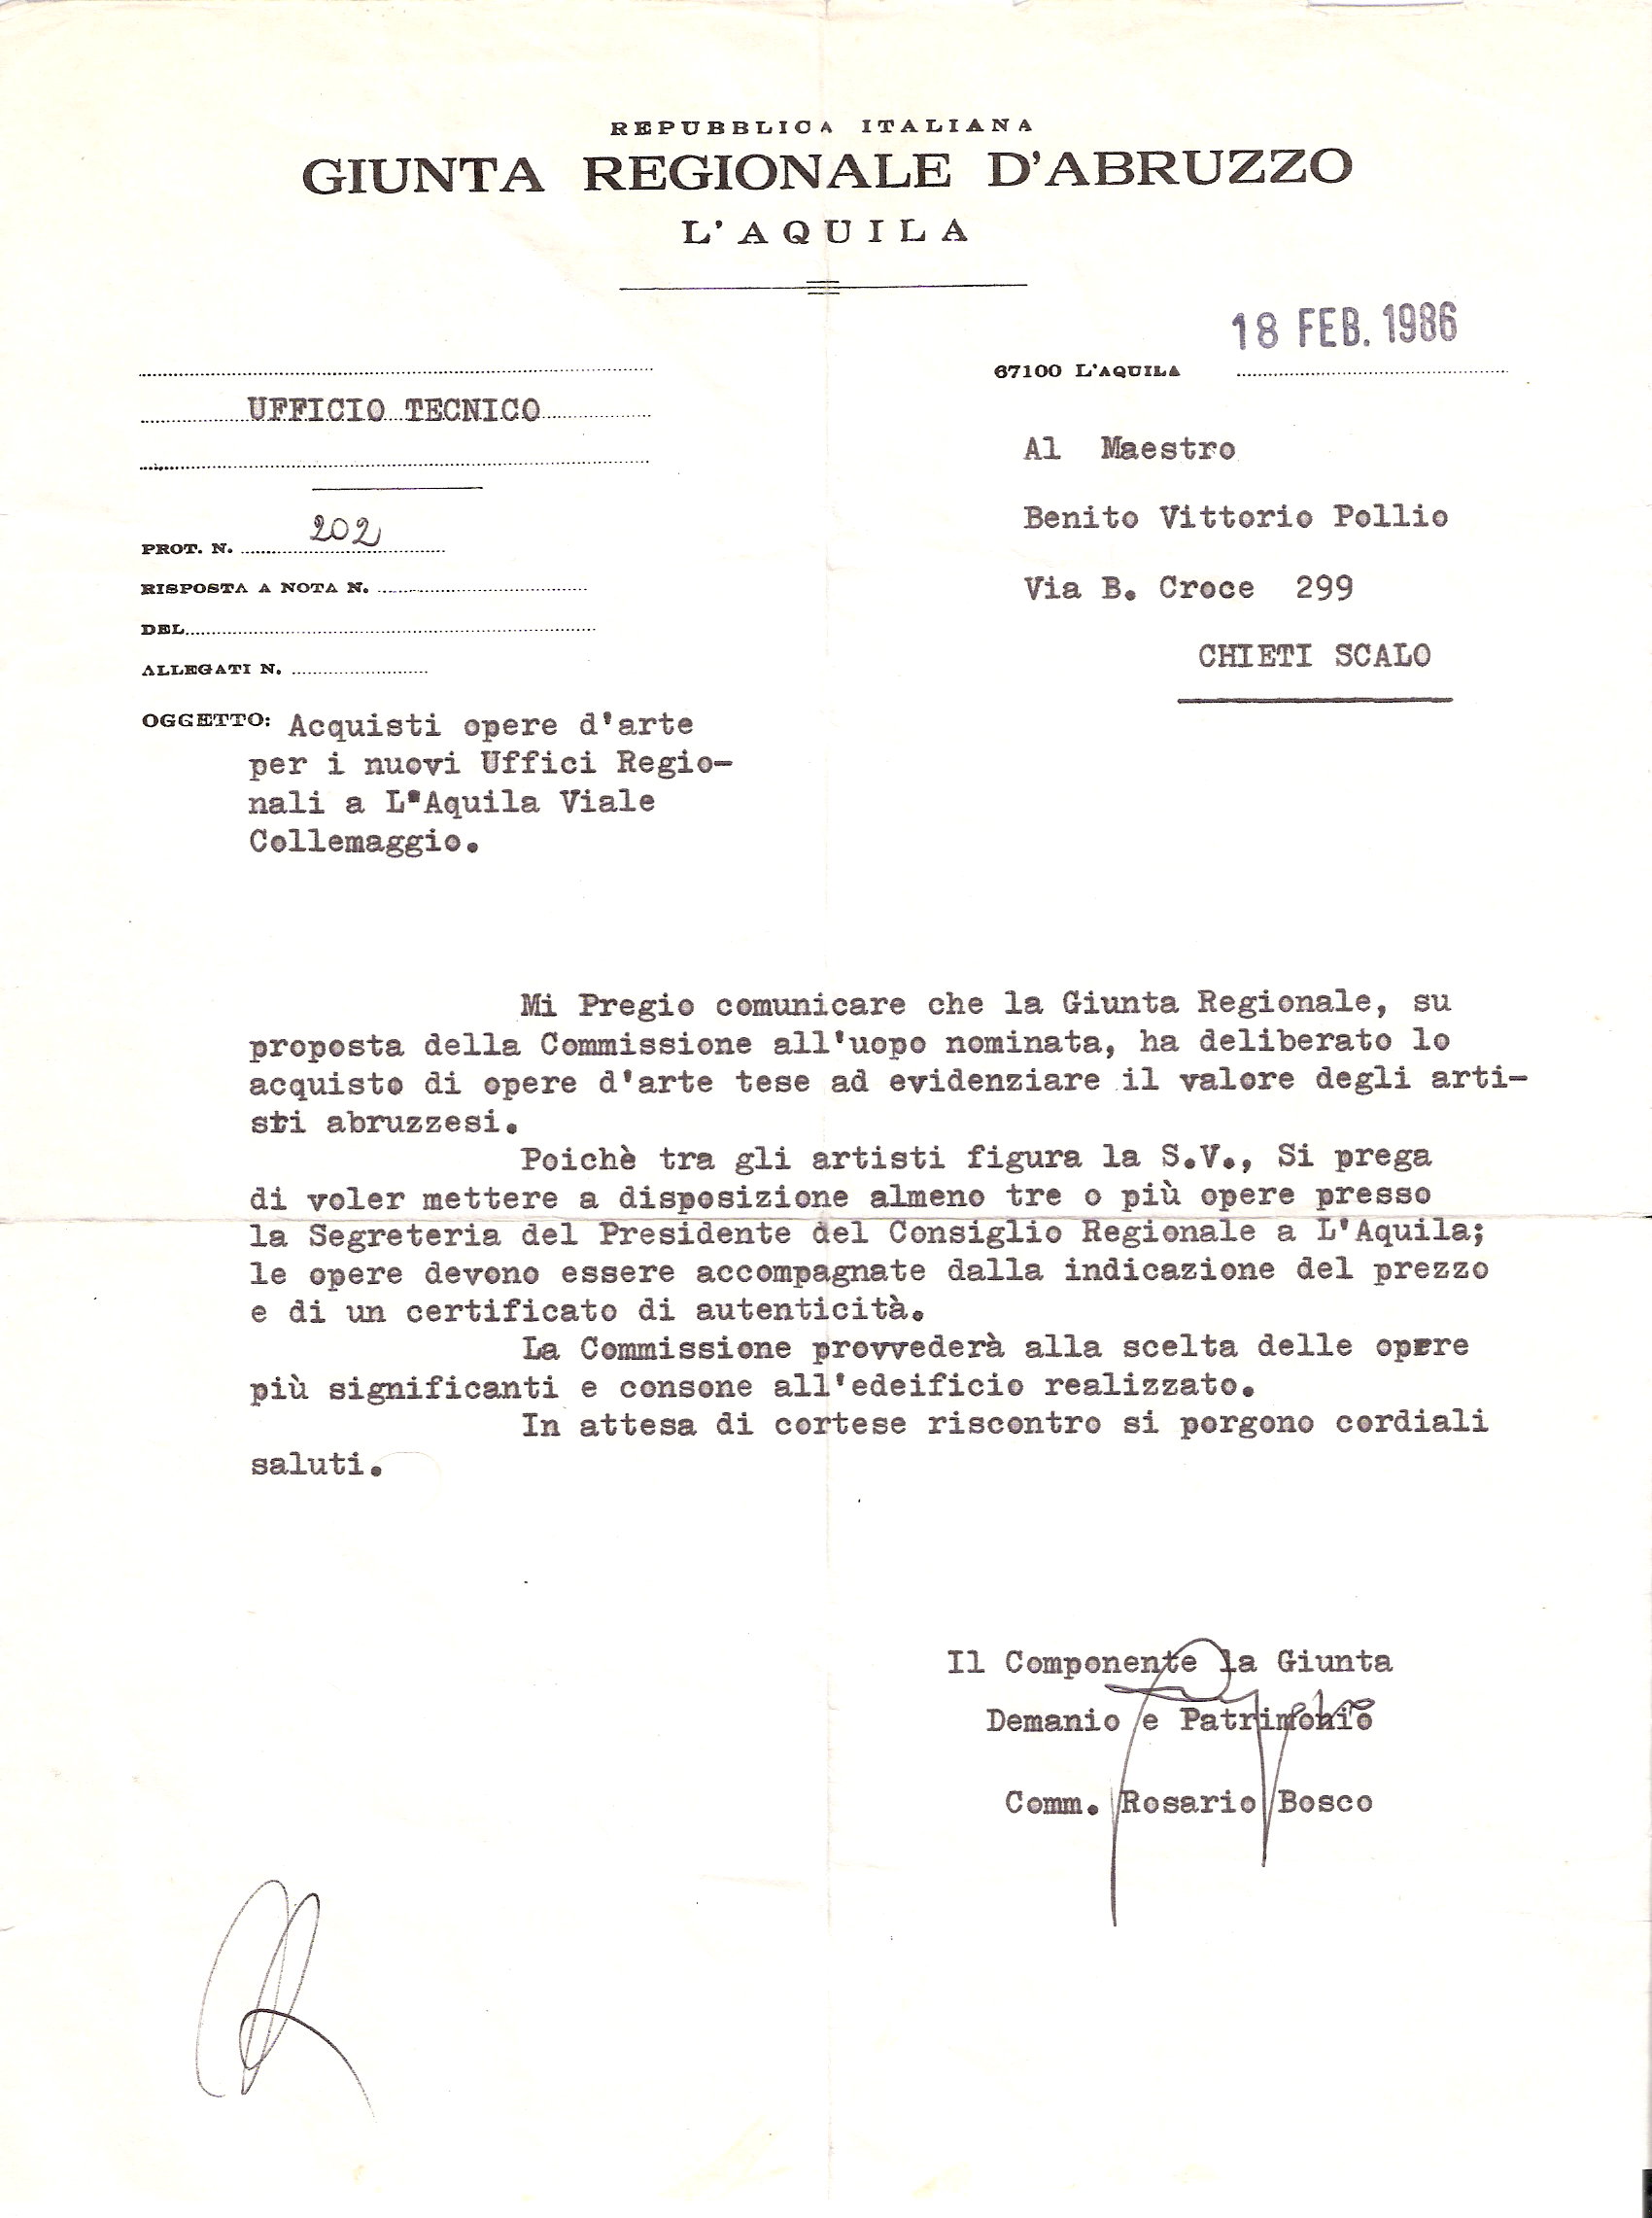 REPUBBLICA ITALIANA
GIUNTA REGIONALE D'ABRUZZO
L'AQUILA
18 FEB. 1986
67100 L'AQUILA
UFFICIO TECNICO
PROT. N. 202
RISPOSTA A NOTA N.
DEL
ALLEGATI N.
Al Maestro
Benito Vittorio Pollio
Via B. Croce 299
CHIETI SCALO
OGGETTO: Acquisti opere d'arte
per i nuovi Uffici Regio-
nali a L'Aquila Viale
Collemaggio.
Mi Pregio comunicare che la Giunta Regionale, su
proposta della Commissione all'uopo nominata, ha deliberato lo
acquisto di opere d'arte tese ad evidenziare il valore degli arti-
sti abruzzesi.
Poichè tra gli artisti figura la S.V., Si prega
di voler mettere a disposizione almeno tre o più opere presso
la Segreteria del Presidente del Consiglio Regionale a L'Aquila;
le opere devono essere accompagnate dalla indicazione del prezzo
e di un certificato di autenticità.
La Commissione provvederà alla scelta delle opere
più significanti e consone all'edeificio realizzato.
In attesa di cortese riscontro si porgono cordiali
saluti.
Il Componente la Giunta
Demanio e Patrimonio
Comm. Rosario Bosco